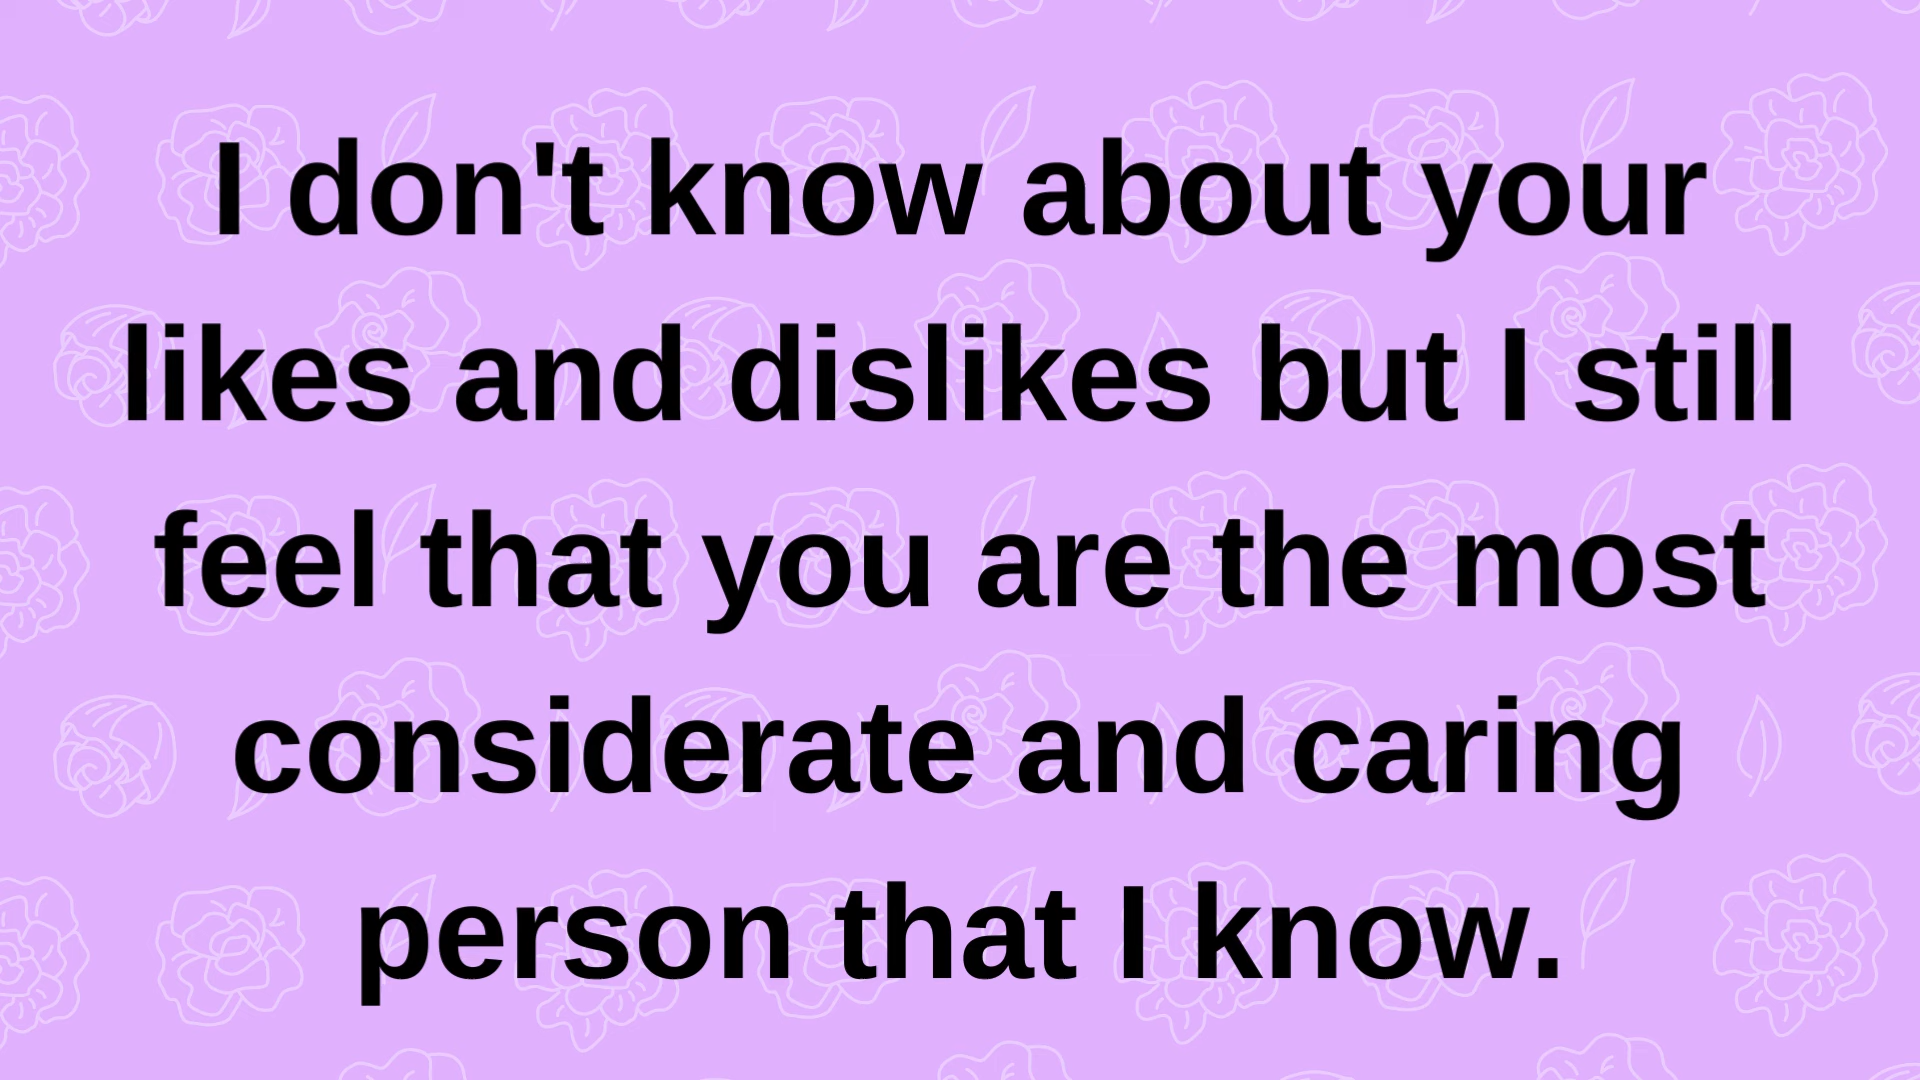 I don't know about your
likes and dislikes but I still
feel that you are the most
considerate and caring
person that I know.